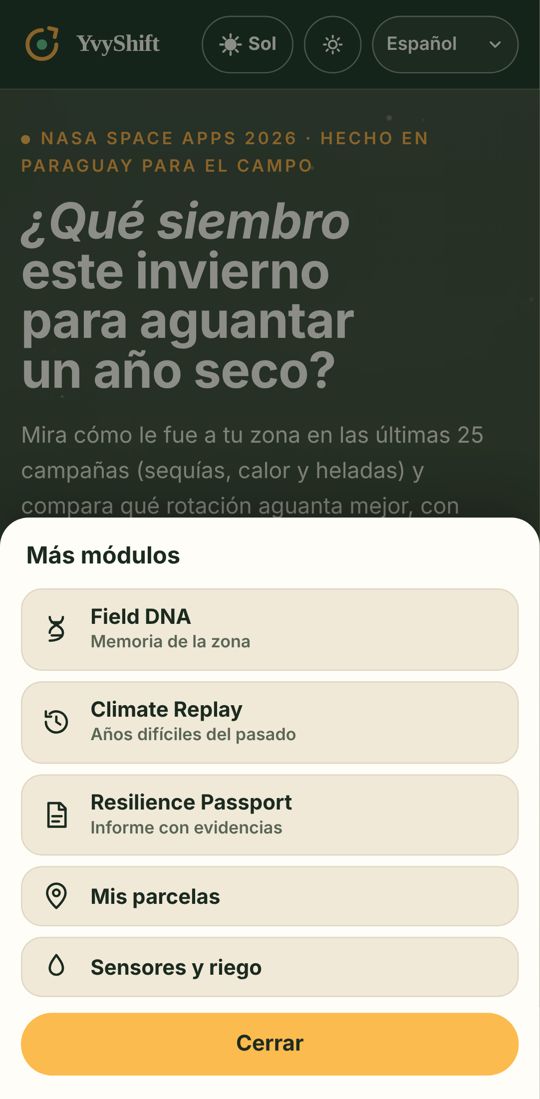 YvyShift
Sol
Español
NASA SPACE APPS 2026 · HECHO EN
PARAGUAY PARA EL CAMPO
¿Qué siembro
este invierno
para aguantar
un año seco?
Mira cómo le fue a tu zona en las últimas 25
campañas (sequías, calor y heladas) y
compara qué rotación aguanta mejor, con
Más módulos
Field DNA
Memoria de la zona
Climate Replay
Años difíciles del pasado
Resilience Passport
Informe con evidencias
Mis parcelas
Sensores y riego
Cerrar